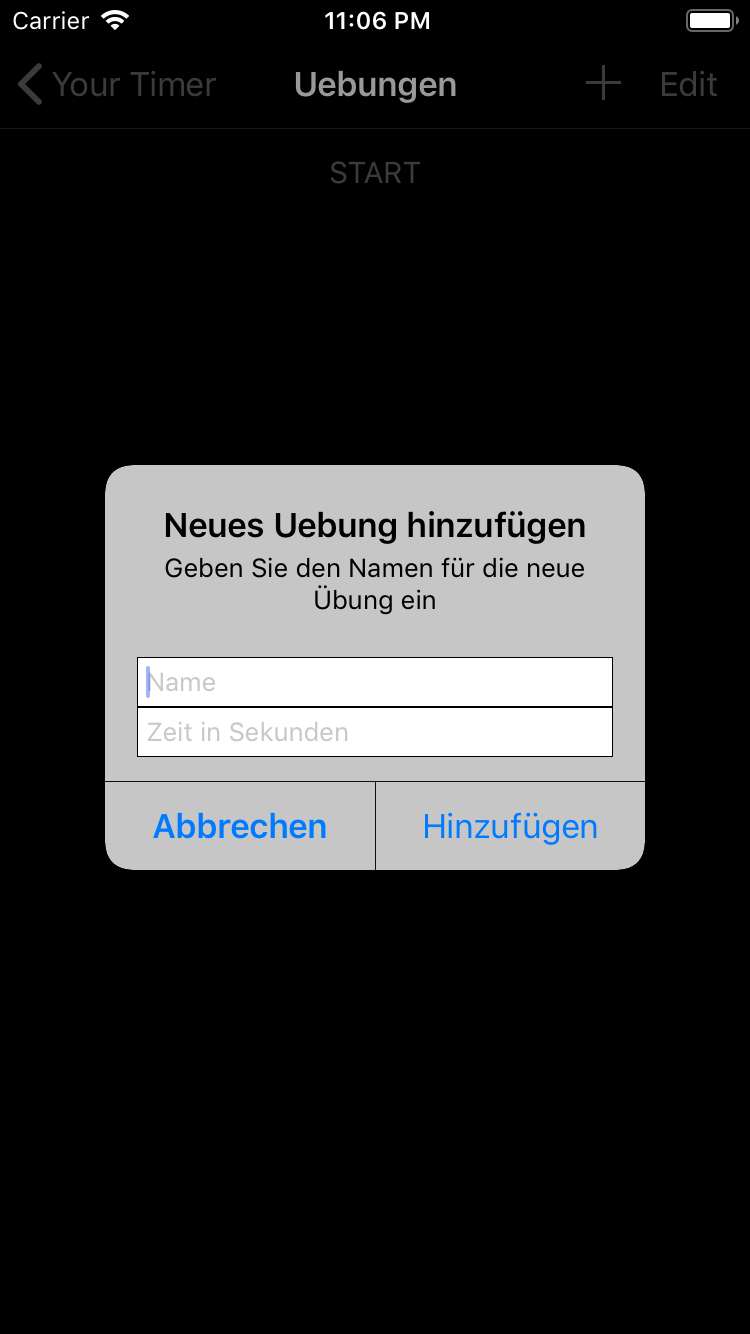 Carrier 11:06 PM
Your Timer Uebungen + Edit
START
Neues Uebung hinzufügen
Geben Sie den Namen für die neue
Übung ein
Name
Zeit in Sekunden
Abbrechen Hinzufügen